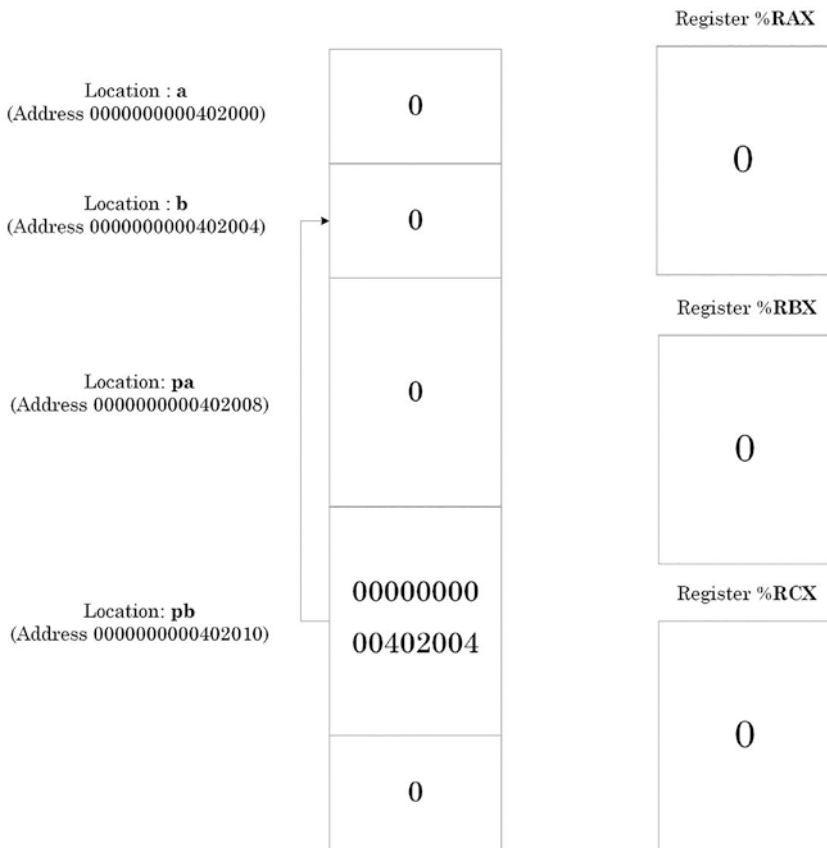 Register %RAX
Location : a
(Address 0000000000402000)
0
0
Location : b
(Address 0000000000402004)
0
Register %RBX
Location: pa
(Address 0000000000402008)
0
0
00000000
00402004
Register %RCX
Location: pb
(Address 0000000000402010)
0
0